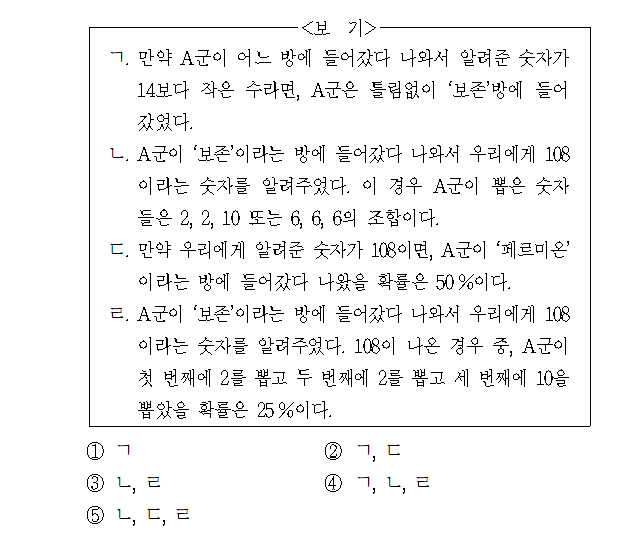 <보 기>
ㄱ. 만약 A군이 어느 방에 들어갔다 나와서 알려준 숫자가
14보다 작은 수라면, A군은 틀림없이 '보존'방에 들어
갔었다.
ㄴ. A군이 '보존'이라는 방에 들어갔다 나와서 우리에게 108
이라는 숫자를 알려주었다. 이 경우 A군이 뽑은 숫자
들은 2, 2, 10 또는 6, 6, 6의 조합이다.
ㄷ. 만약 우리에게 알려준 숫자가 108이면, A군이 '페르미온'
이라는 방에 들어갔다 나왔을 확률은 50%이다.
ㄹ. A군이 '보존'이라는 방에 들어갔다 나와서 우리에게 108
이라는 숫자를 알려주었다. 108이 나온 경우 중, A군이
첫 번째에 2를 뽑고 두 번째에 2를 뽑고 세 번째에 10을
뽑았을 확률은 25%이다.
① ㄱ ② ㄱ, ㄷ
③ ㄴ, ㄹ ④ ㄱ, ㄴ, ㄹ
⑤ ㄴ, ㄷ, ㄹ